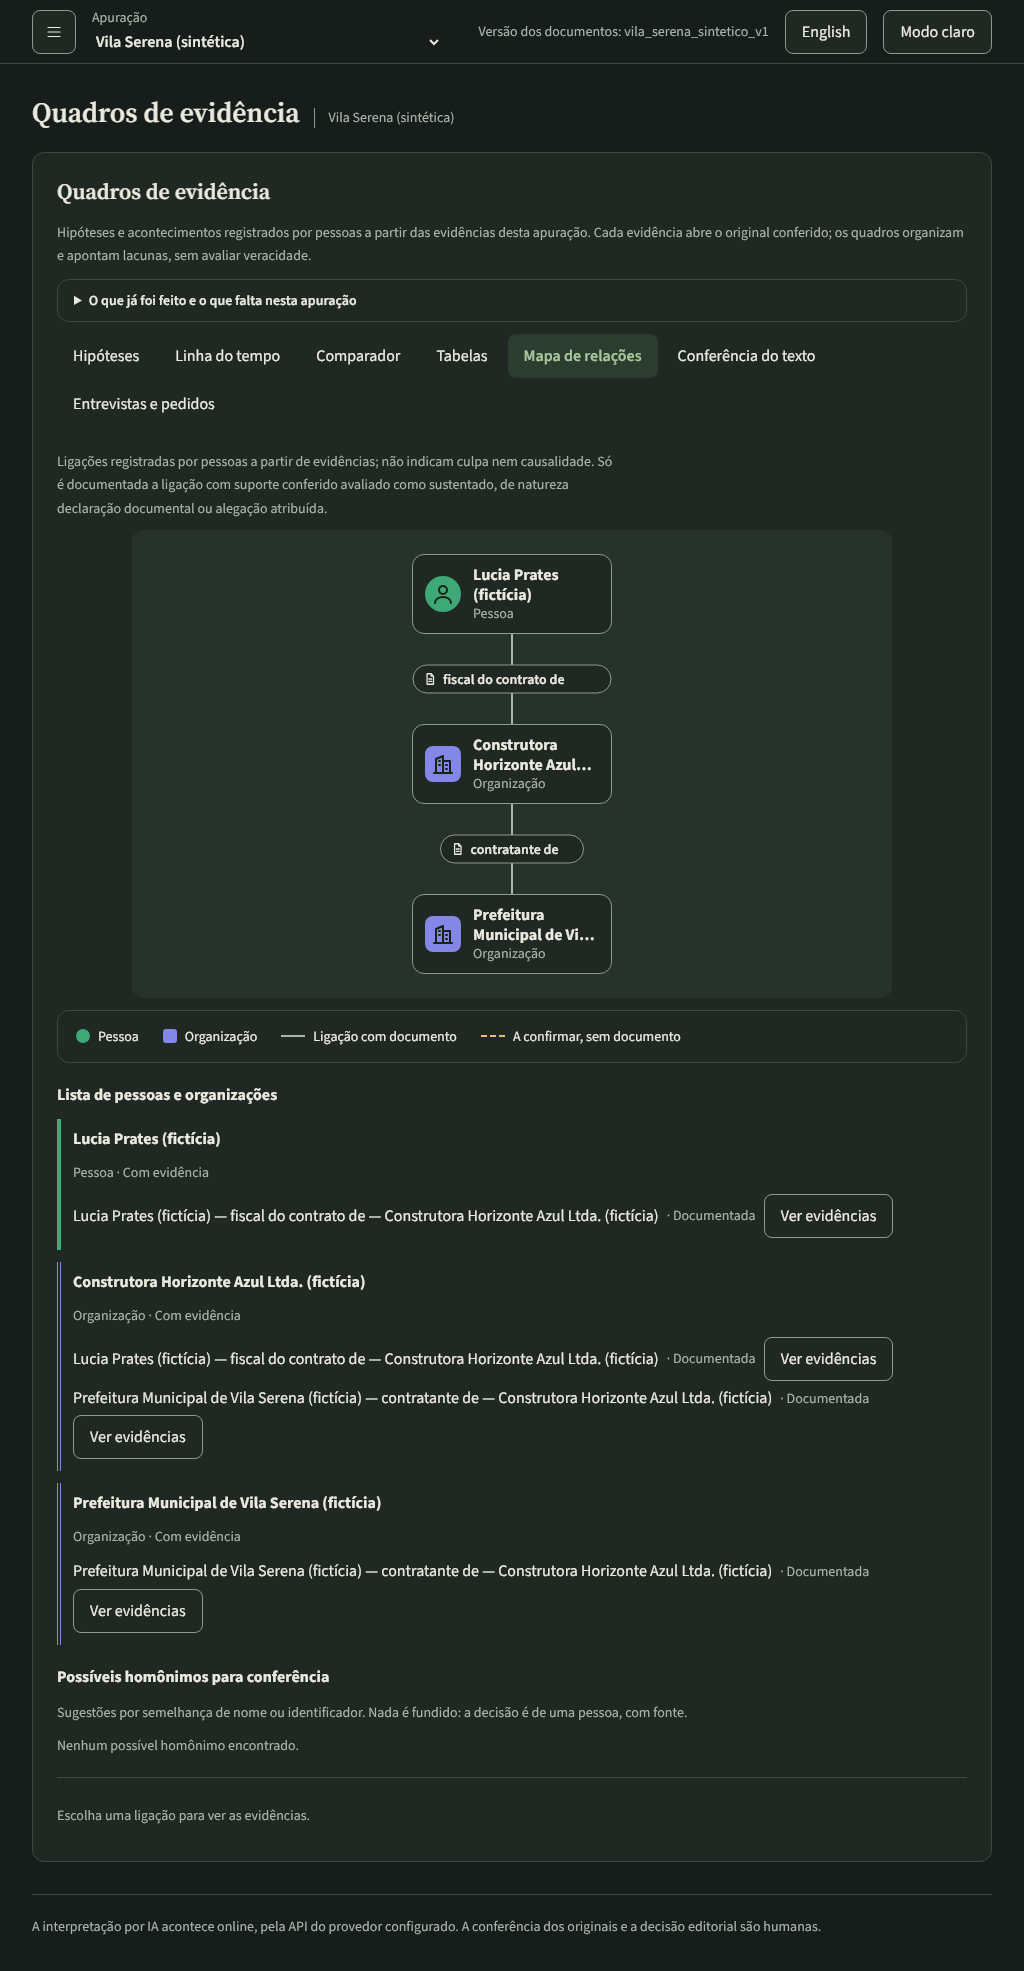 Apuração
Vila Serena (sintética)
Versão dos documentos: vila_serena_sintetico_v1
English
Modo claro
Quadros de evidência
Vila Serena (sintética)
Quadros de evidência
Hipóteses e acontecimentos registrados por pessoas a partir das evidências desta apuração. Cada evidência abre o original conferido; os quadros organizam
e apontam lacunas, sem avaliar veracidade.
O que já foi feito e o que falta nesta apuração
Hipóteses
Linha do tempo
Comparador
Tabelas
Mapa de relações
Conferência do texto
Entrevistas e pedidos
Ligações registradas por pessoas a partir de evidências; não indicam culpa nem causalidade. Só
é documentada a ligação com suporte conferido avaliado como sustentado, de natureza
declaração documental ou alegação atribuída.
Lucia Prates
(fictícia)
Pessoa
fiscal do contrato de
Construtora
Horizonte Azul…
Organização
contratante de
Prefeitura
Municipal de Vi…
Organização
Pessoa
Organização
Ligação com documento
A confirmar, sem documento
Lista de pessoas e organizações
Lucia Prates (fictícia)
Pessoa · Com evidência
Lucia Prates (fictícia) — fiscal do contrato de — Construtora Horizonte Azul Ltda. (fictícia) · Documentada
Ver evidências
Construtora Horizonte Azul Ltda. (fictícia)
Organização · Com evidência
Lucia Prates (fictícia) — fiscal do contrato de — Construtora Horizonte Azul Ltda. (fictícia) · Documentada
Ver evidências
Prefeitura Municipal de Vila Serena (fictícia) — contratante de — Construtora Horizonte Azul Ltda. (fictícia) · Documentada
Ver evidências
Prefeitura Municipal de Vila Serena (fictícia)
Organização · Com evidência
Prefeitura Municipal de Vila Serena (fictícia) — contratante de — Construtora Horizonte Azul Ltda. (fictícia) · Documentada
Ver evidências
Possíveis homônimos para conferência
Sugestões por semelhança de nome ou identificador. Nada é fundido: a decisão é de uma pessoa, com fonte.
Nenhum possível homônimo encontrado.
Escolha uma ligação para ver as evidências.
A interpretação por IA acontece online, pela API do provedor configurado. A conferência dos originais e a decisão editorial são humanas.